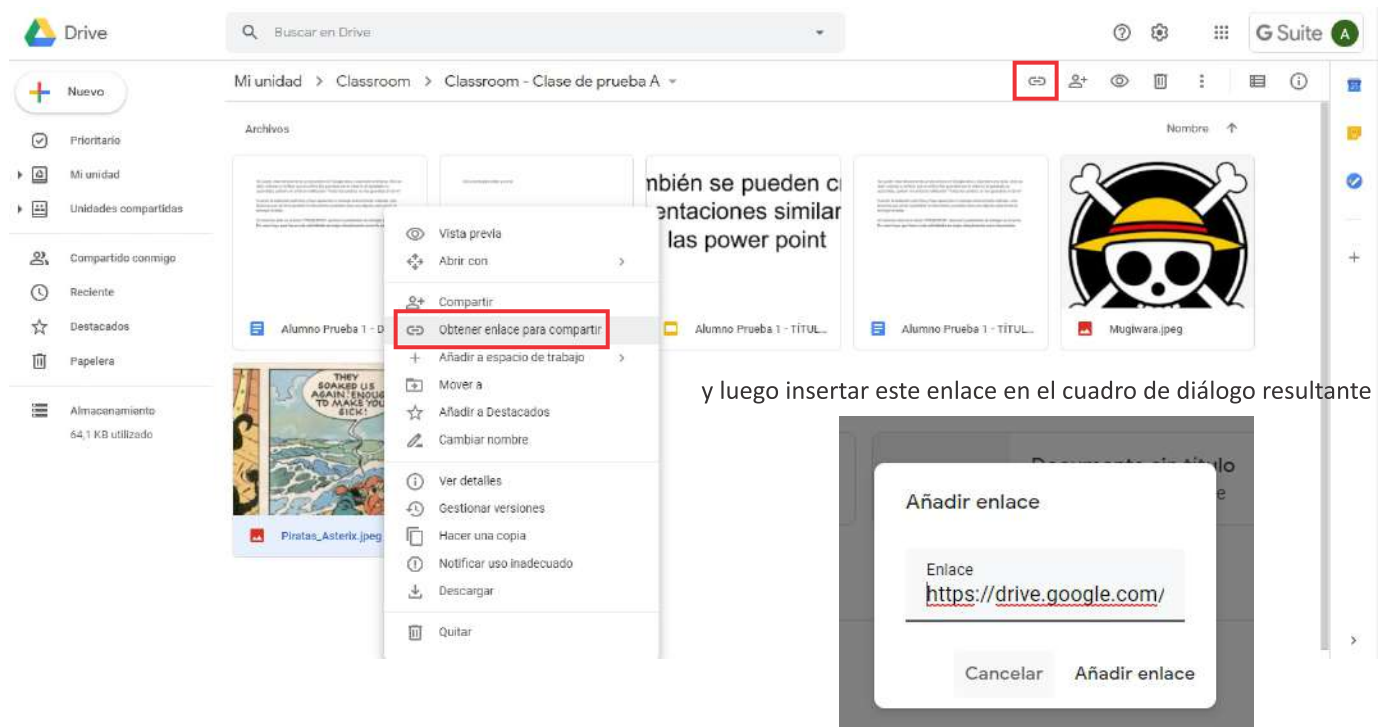 Drive
Buscar en Drive
G Suite
A
Nuevo
Mi unidad > Classroom > Classroom - Clase de prueba A
Prioritario
Mi unidad
Unidades compartidas
Compartido conmigo
Reciente
Destacados
Papelera
Almacenamiento
64,1 KB utilizado
Archivos
Nombre
mbién se pueden c
entaciones similar
las power point
Alumno Prueba 1 - D
Alumno Prueba 1 - TÍTUL...
Alumno Prueba 1 - TÍTUL...
Mugiwara.jpeg
THEY
SOAKED US
AGAIN! ENOUG
TO MAKE YOU
SICK!
Piratas_Asterix.jpeg
Vista previa
Abrir con
Compartir
Obtener enlace para compartir
Añadir a espacio de trabajo
Mover a
Añadir a Destacados
Cambiar nombre
Ver detalles
Gestionar versiones
Hacer una copia
Notificar uso inadecuado
Descargar
Quitar
y luego insertar este enlace en el cuadro de diálogo resultante
Añadir enlace
Enlace
https://drive.google.com/
Cancelar
Añadir enlace